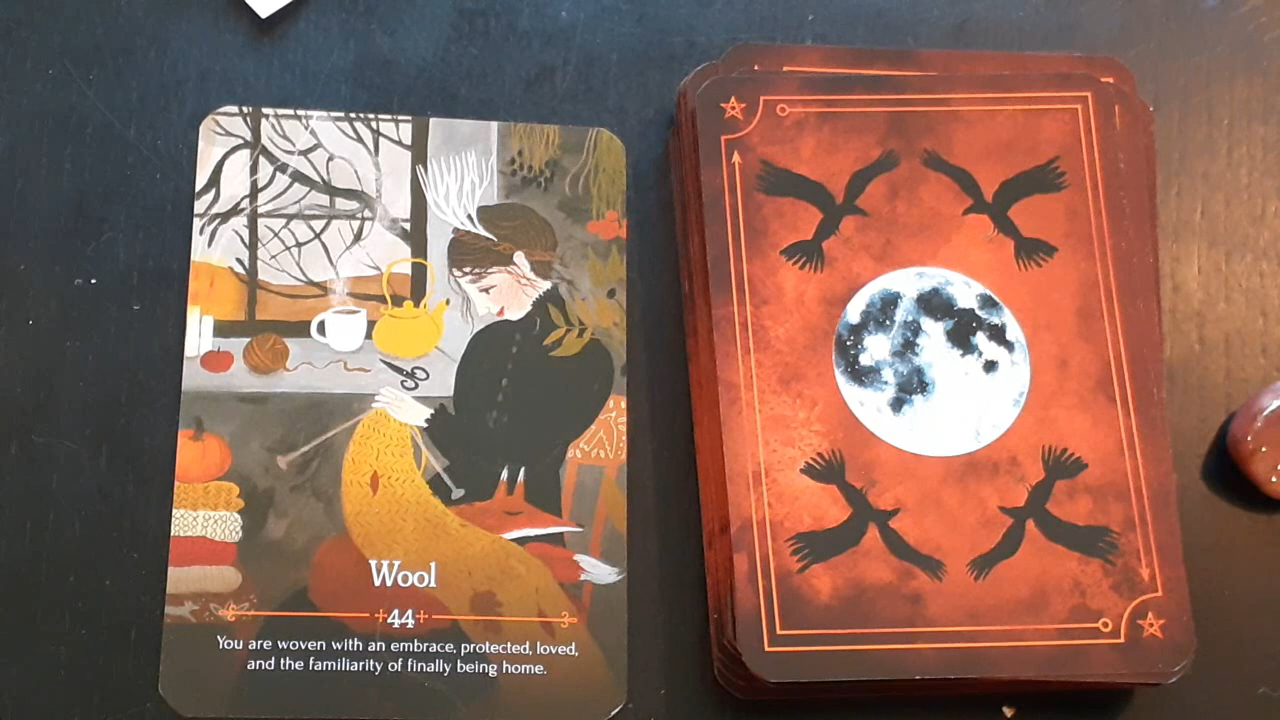 Wool
44
You are woven with an embrace, protected, loved,
and the familiarity of finally being home.